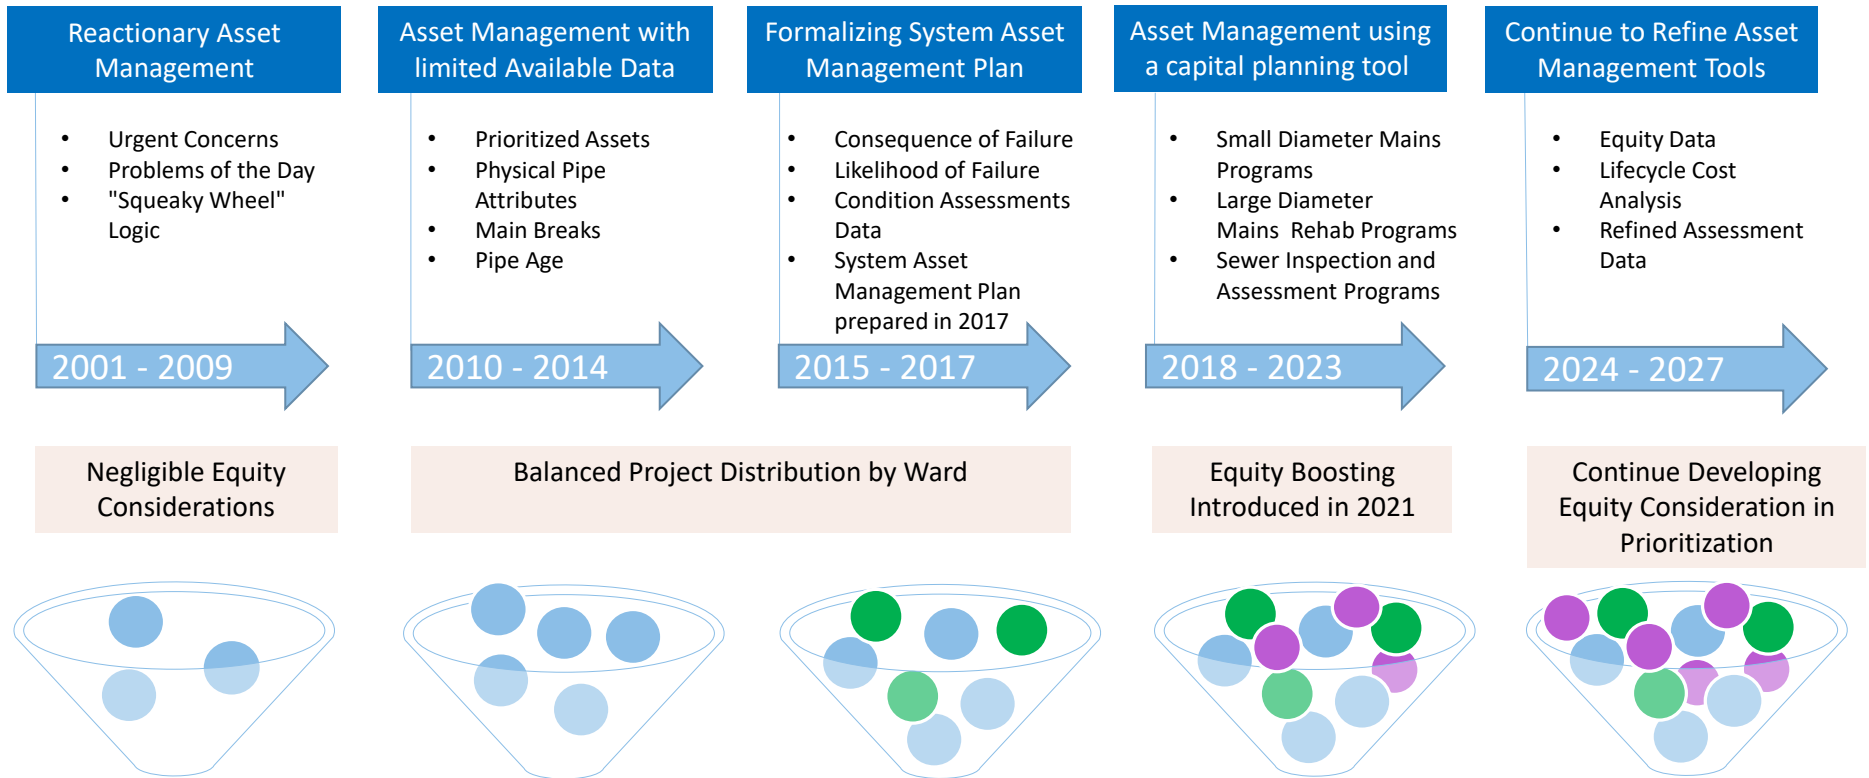 Reactionary Asset
Management
• Urgent Concerns
• Problems of the Day
• "Squeaky Wheel"
Logic
2001 - 2009
Asset Management with
limited Available Data
• Prioritized Assets
• Physical Pipe
Attributes
• Main Breaks
• Pipe Age
2010 - 2014
Formalizing System Asset
Management Plan
• Consequence of Failure
• Likelihood of Failure
• Condition Assessments
Data
• System Asset
Management Plan
prepared in 2017
2015 - 2017
Asset Management using
a capital planning tool
• Small Diameter Mains
Programs
• Large Diameter
Mains Rehab Programs
• Sewer Inspection and
Assessment Programs
2018 - 2023
Continue to Refine Asset
Management Tools
• Equity Data
• Lifecycle Cost
Analysis
• Refined Assessment
Data
2024 - 2027
Negligible Equity
Considerations
Balanced Project Distribution by Ward
Equity Boosting
Introduced in 2021
Continue Developing
Equity Consideration in
Prioritization